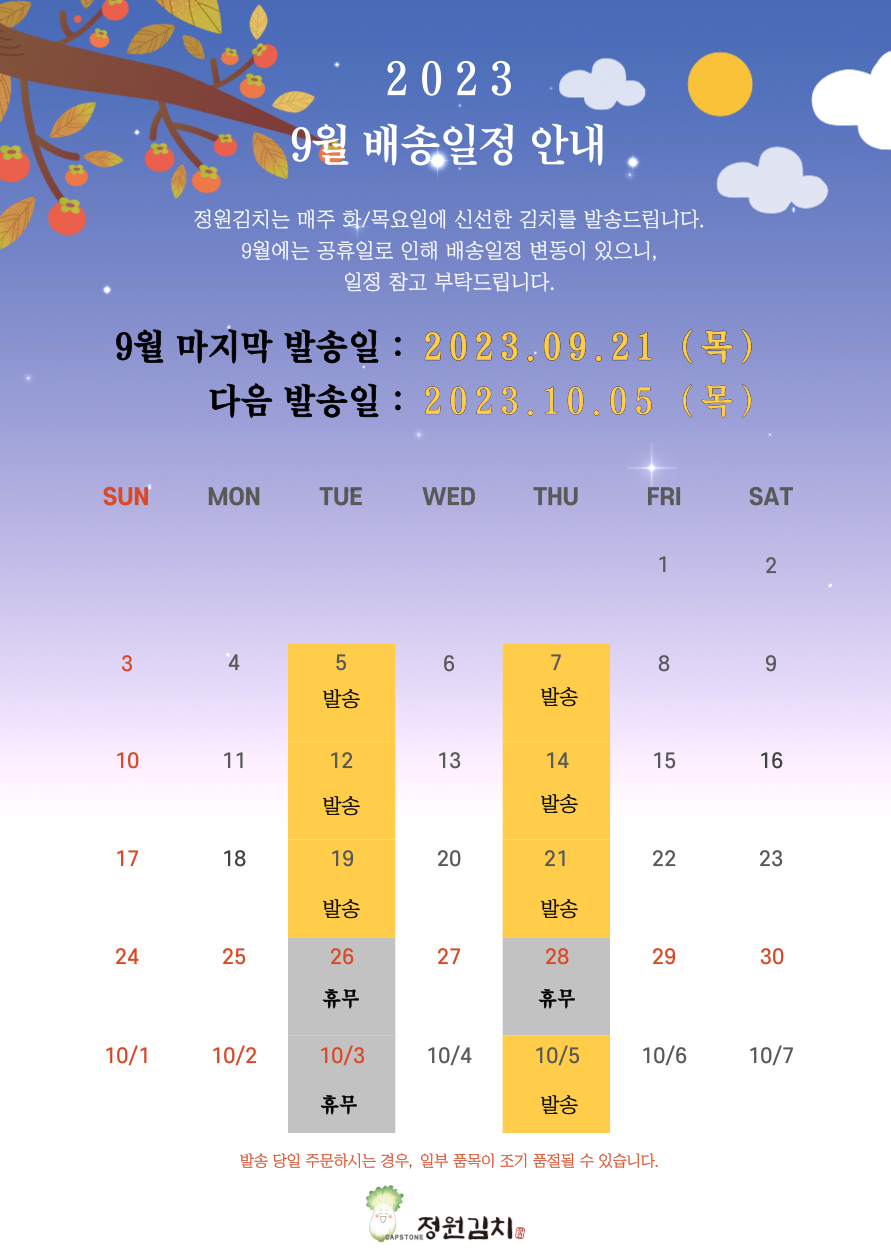 2023
9월 배송일정 안내
정원김치는 매주 화/목요일에 신선한 김치를 발송드립니다.
9월에는 공휴일로 인해 배송일정 변동이 있으니,
일정 참고 부탁드립니다.
9월 마지막 발송일 : 2023.09.21 (목)
다음 발송일 : 2023.10.05 (목)
SUN MON TUE WED THU FRI SAT
1 2
3 4 5 6 7 8 9
발송 발송
10 11 12 13 14 15 16
발송 발송
17 18 19 20 21 22 23
발송 발송
24 25 26 27 28 29 30
휴무 휴무
10/1 10/2 10/3 10/4 10/5 10/6 10/7
휴무 발송
발송 당일 주문하시는 경우, 일부 품목이 조기 품절될 수 있습니다.
CAPSTONE 정원김치